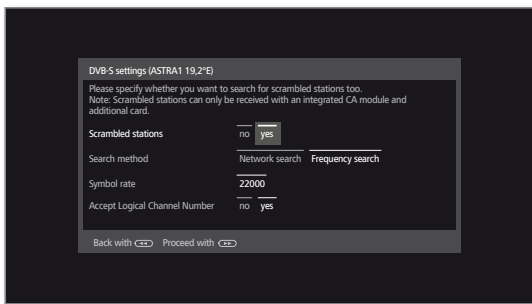 DVB-S settings (ASTRA1 19,2°E)
Please specify whether you want to search for scrambled stations too.
Note: Scrambled stations can only be received with an integrated CA module and
additional card.
Scrambled stations no yes
Search method Network search Frequency search
Symbol rate 22000
Accept Logical Channel Number no yes
Back with Proceed with